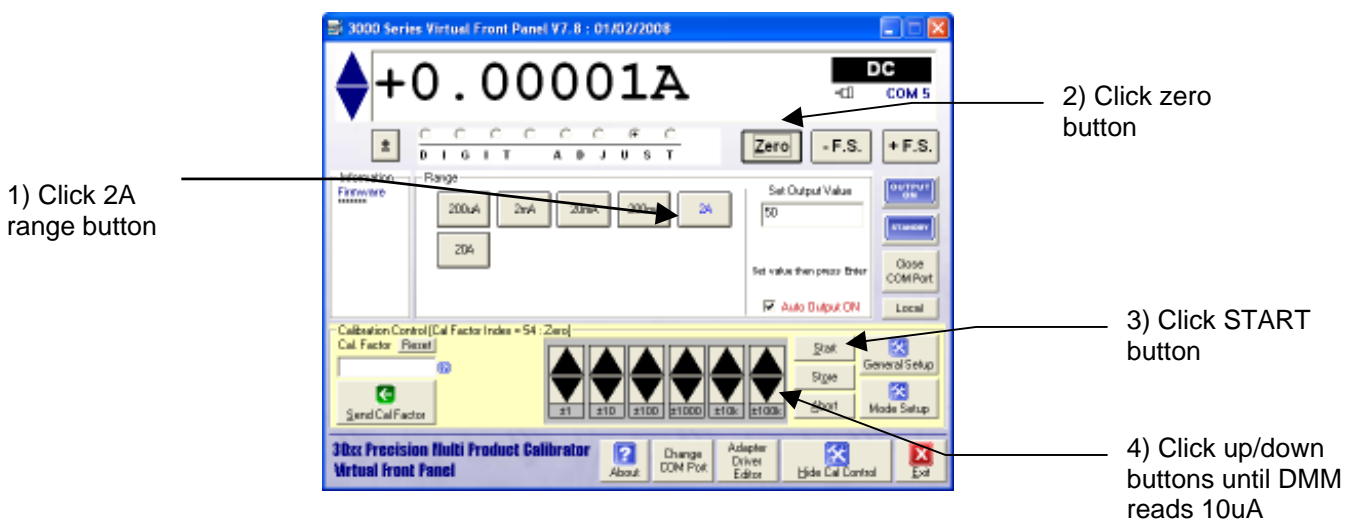 3000 Series Virtual Front Panel V7.8 : 01/02/2008
+0.00001A
DC
COM 5
±
DIGIT ADJUST
Zero
- F.S.
+ F.S.
2) Click zero
button
1) Click 2A
range button
Information
Firmware
Range
200uA
2mA
20mA
200m
2A
20A
Set Output Value
50
Set value then press Enter
Auto Output ON
OUTPUT
ON
STANDBY
Close
COM Port
Local
Calibration Control [Cal Factor Index = 54 : Zero]
Cal. Factor
Reset
Send Cal Factor
±1
±10
±100
±1000
±10k
±100k
Start
Store
Abort
General Setup
Mode Setup
3) Click START
button
30xx Precision Multi Product Calibrator
Virtual Front Panel
About
Change
COM Port
Adapter
Driver
Editor
Hide Cal Control
Exit
4) Click up/down
buttons until DMM
reads 10uA